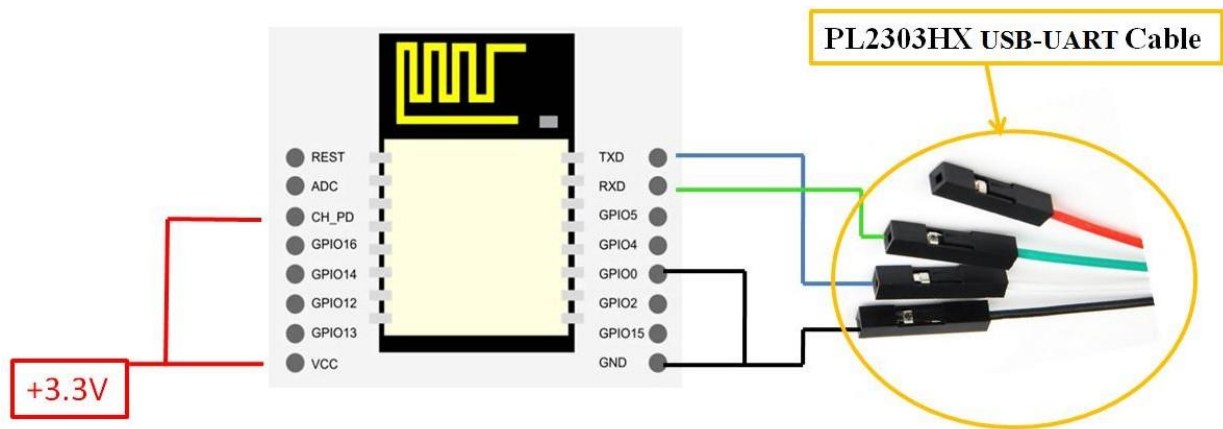 PL2303HX USB-UART Cable
REST
ADC
CH_PD
GPIO16
GPIO14
GPIO12
GPIO13
VCC
TXD
RXD
GPIO5
GPIO4
GPIO0
GPIO2
GPIO15
GND
+3.3V